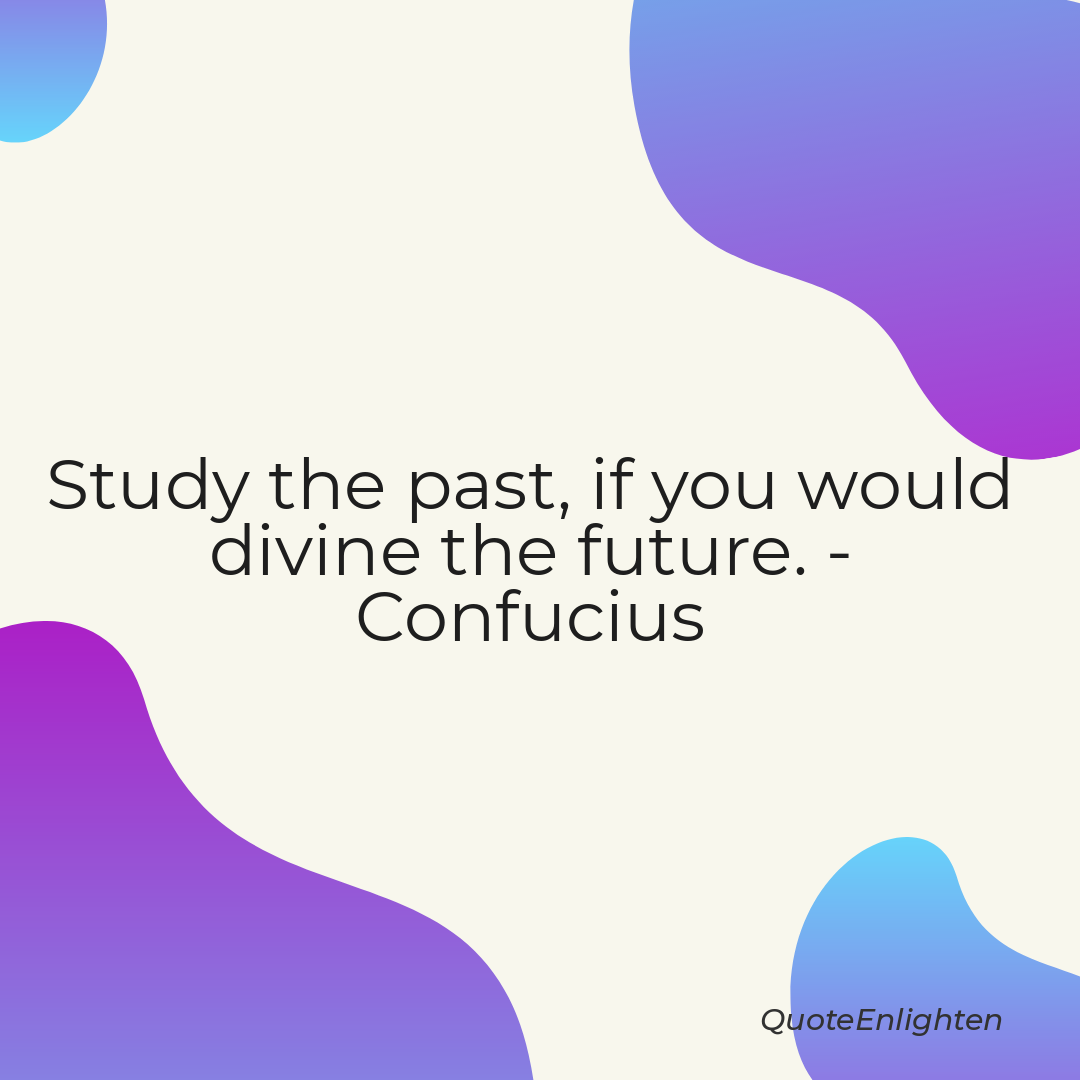 Study the past, if you would
divine the future. -
Confucius
QuoteEnlighten